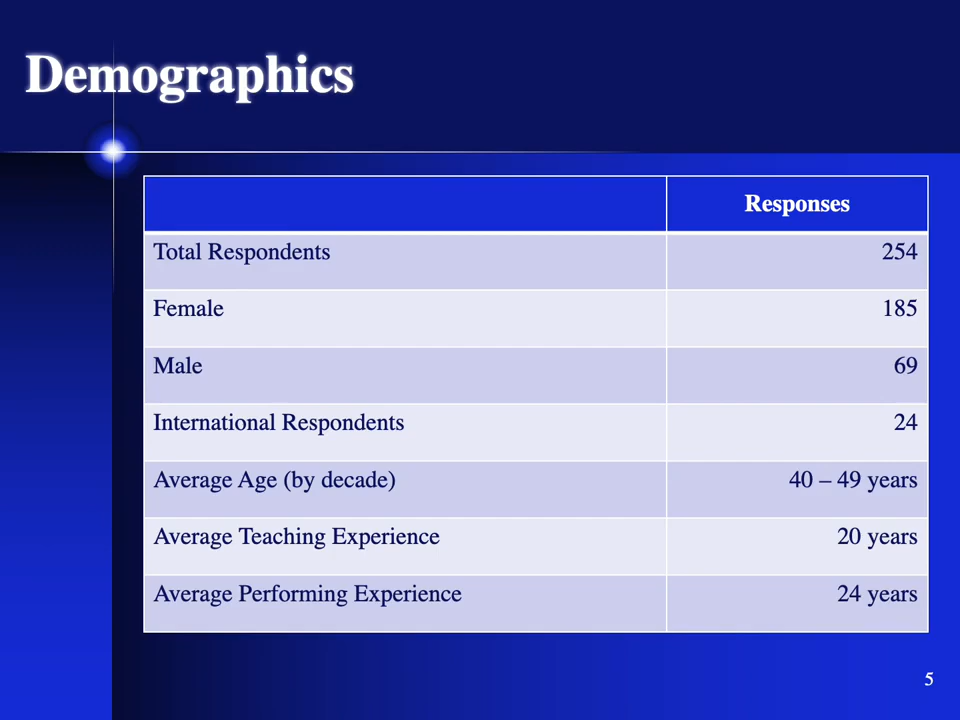 Demographics
Responses
Total Respondents 254
Female 185
Male 69
International Respondents 24
Average Age (by decade) 40 – 49 years
Average Teaching Experience 20 years
Average Performing Experience 24 years
5